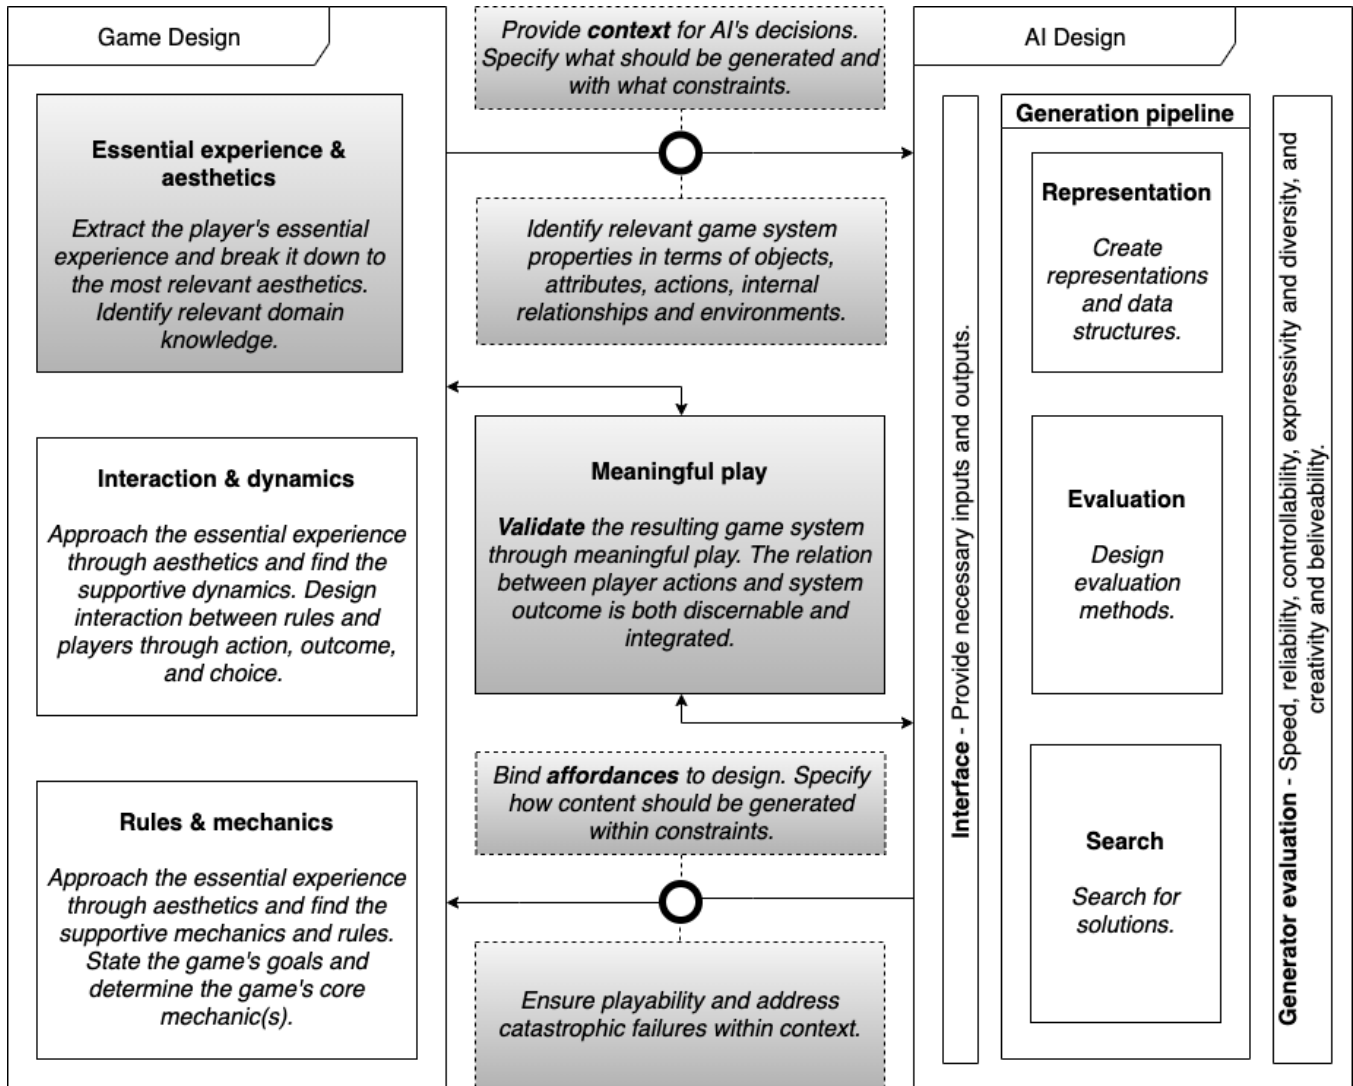 Game Design
Essential experience &
aesthetics
Extract the player's essential
experience and break it down to
the most relevant aesthetics.
Identify relevant domain
knowledge.
Interaction & dynamics
Approach the essential experience
through aesthetics and find the
supportive dynamics. Design
interaction between rules and
players through action, outcome,
and choice.
Rules & mechanics
Approach the essential experience
through aesthetics and find the
supportive mechanics and rules.
State the game's goals and
determine the game's core
mechanic(s).
Provide context for AI's decisions.
Specify what should be generated and
with what constraints.
Identify relevant game system
properties in terms of objects,
attributes, actions, internal
relationships and environments.
Meaningful play
Validate the resulting game system
through meaningful play. The relation
between player actions and system
outcome is both discernable and
integrated.
Bind affordances to design. Specify
how content should be generated
within constraints.
Ensure playability and address
catastrophic failures within context.
AI Design
Interface - Provide necessary inputs and outputs.
Generation pipeline
Representation
Create
representations
and data
structures.
Evaluation
Design
evaluation
methods.
Search
Search for
solutions.
Generator evaluation - Speed, reliability, controllability, expressivity and diversity, and
creativity and beliveability.